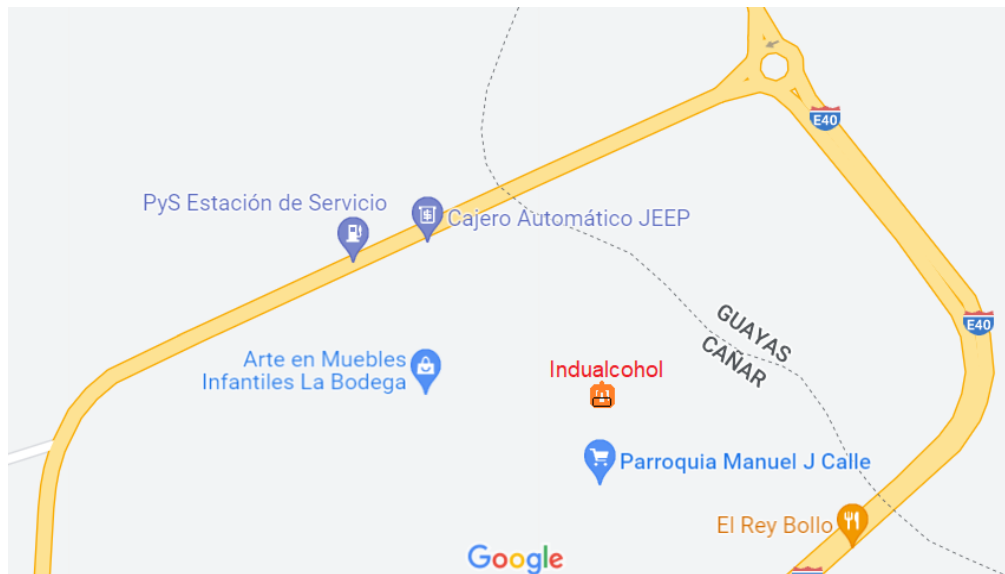 E40
PyS Estación de Servicio
Cajero Automático JEEP
E40
GUAYAS
CAÑAR
Arte en Muebles
Infantiles La Bodega
Indualcohol
Parroquia Manuel J Calle
El Rey Bollo
Google